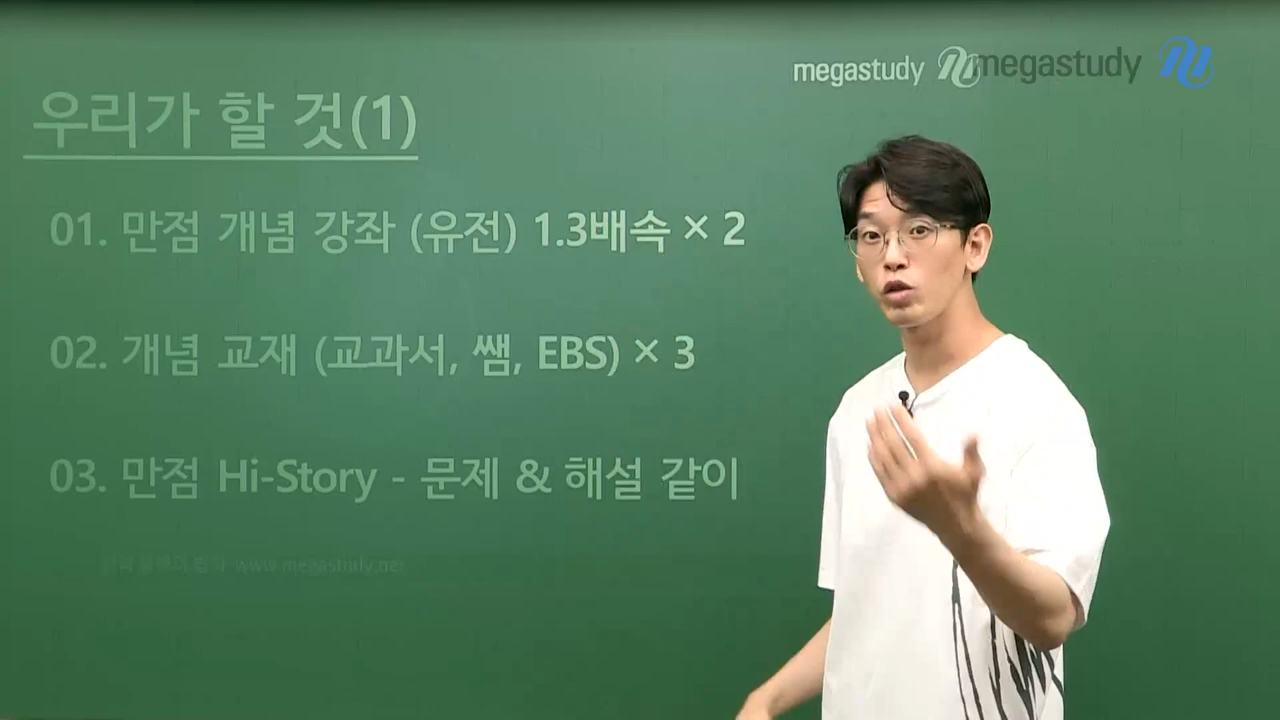 megastudy megastudy
우리가 할 것(1)
01. 만점 개념 강좌 (유전) 1.3배속 × 2
02. 개념 교재 (교과서, 쌤, EBS) × 3
03. 만점 Hi-Story - 문제 & 해설 같이
www.megastudy.net